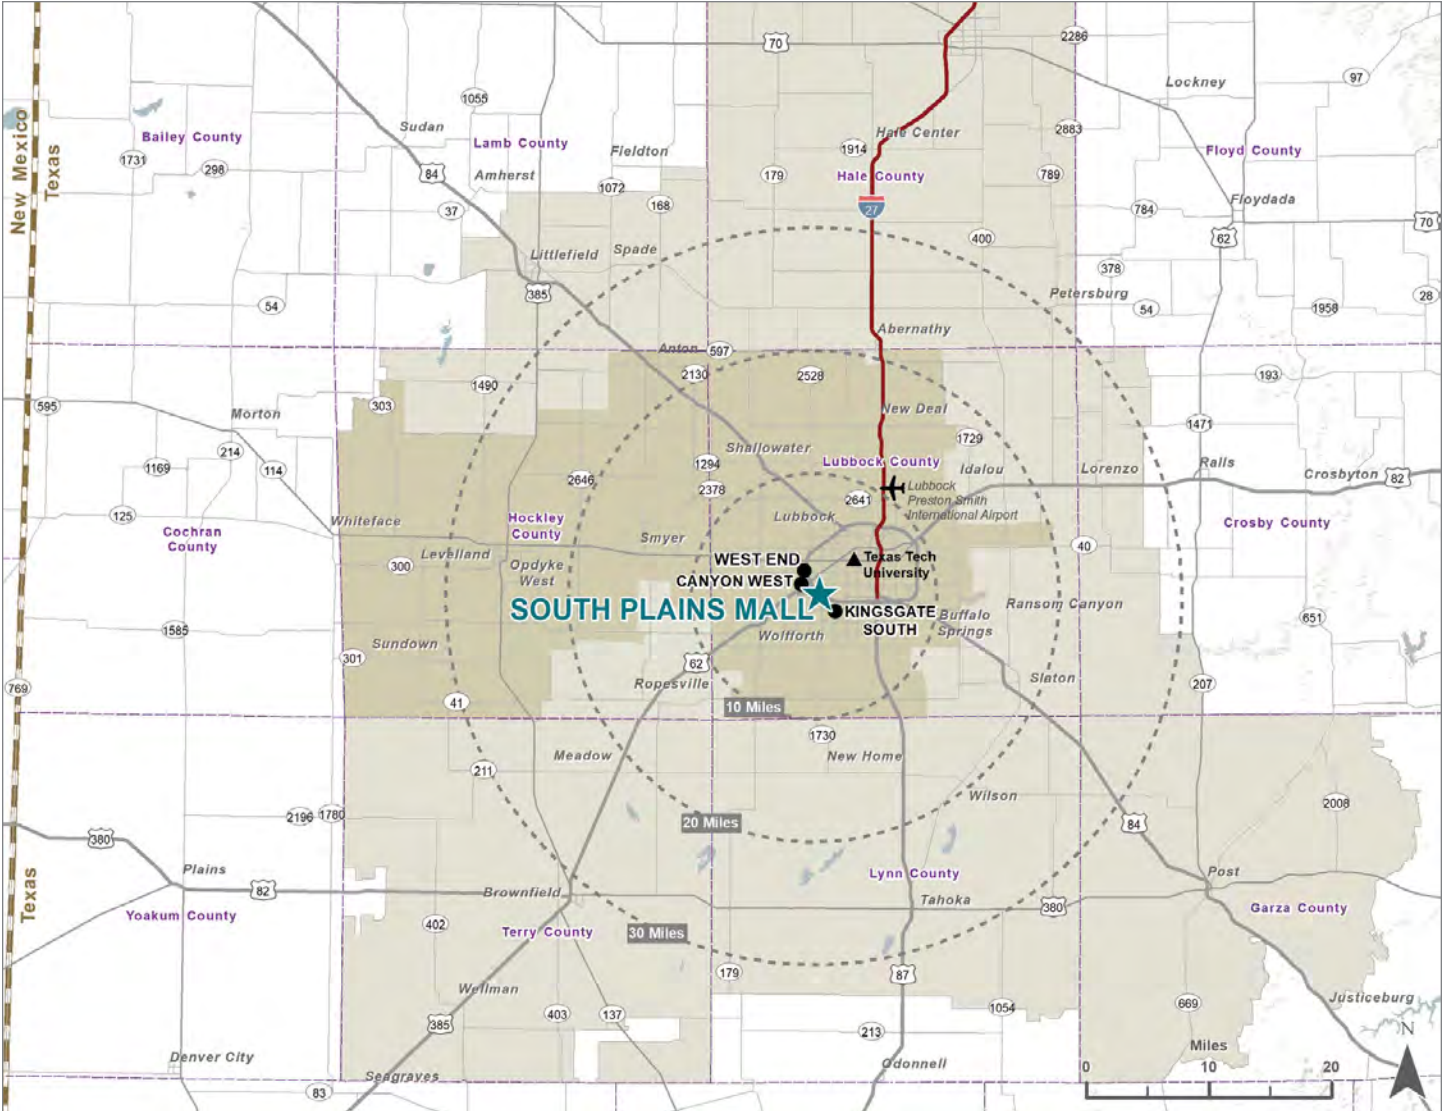 70
2286
Lockney
97
1055
Sudan
Bailey County
Lamb County
Fieldton
1914
Hale Center
2883
Floyd County
1731
298
84
Amherst
1072
179
Hale County
789
New Mexico
Texas
37
168
27
784
Floydada
70
62
Littlefield
Spade
400
378
385
Petersburg
54
54
1958
28
Abernathy
Anton
597
2130
2528
193
1490
595
303
Morton
New Deal
1471
214
Shallowater
1729
1169
114
1294
Lubbock County
Idalou
Lorenzo
Ralls
Crosbyton
82
2646
2378
2641
Lubbock
Preston Smith
International Airport
125
Whiteface
Hockley
County
Lubbock
Crosby County
Cochran
County
Smyer
40
Levelland
300
Opdyke
West
WEST END
Texas Tech
University
CANYON WEST
SOUTH PLAINS MALL
KINGSGATE
SOUTH
Buffalo
Springs
Ransom Canyon
651
1585
Sundown
Wolfforth
301
62
769
Ropesville
Slaton
207
41
10 Miles
1730
Meadow
New Home
211
Wilson
2196
1780
2008
20 Miles
84
380
Plains
Lynn County
Post
82
Brownfield
Tahoka
380
Texas
Yoakum County
402
Terry County
30 Miles
Garza County
179
87
Wellman
1054
669
Justiceburg
385
403
137
213
Miles
N
Denver City
Odonnell
Seagraves
83
0
10
20